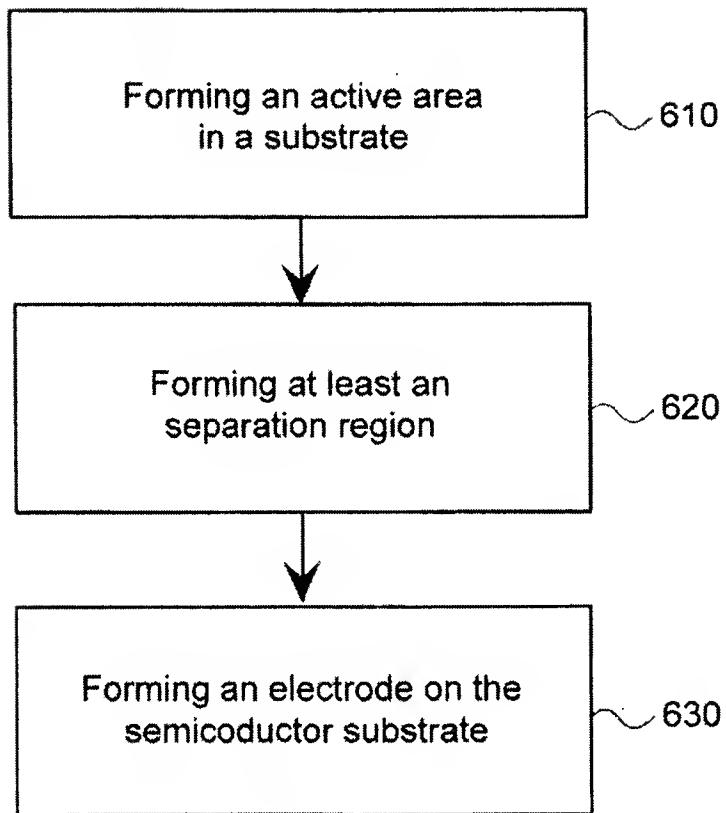 Forming an active area
in a substrate
610
Forming at least an
separation region
620
Forming an electrode on the
semicoductor substrate
630